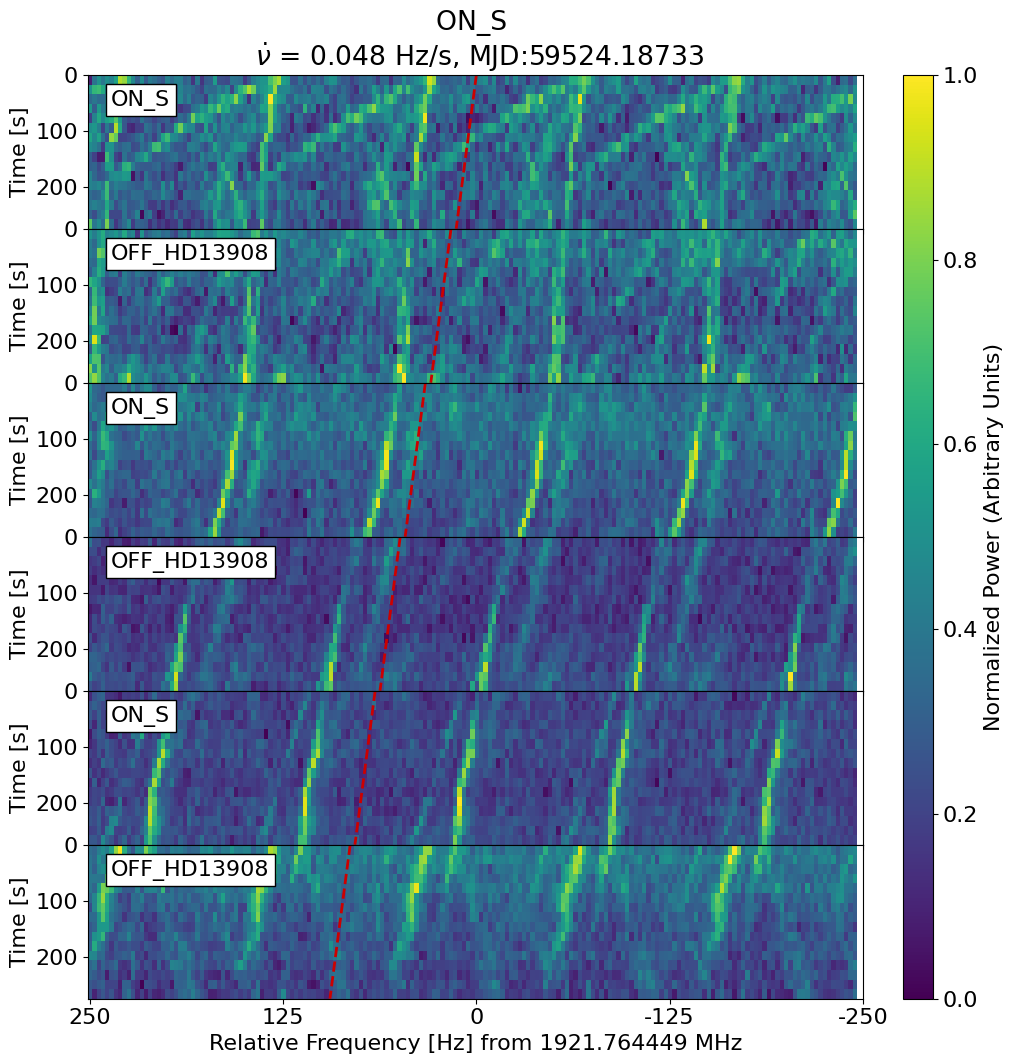 ON_S
ν̇ = 0.048 Hz/s, MJD:59524.18733
0
100
200
Time [s]
ON_S
0
100
200
Time [s]
OFF_HD13908
0
100
200
Time [s]
ON_S
0
100
200
Time [s]
OFF_HD13908
0
100
200
Time [s]
ON_S
0
100
200
Time [s]
OFF_HD13908
250 125 0 -125 -250
Relative Frequency [Hz] from 1921.764449 MHz
1.0
0.8
0.6
0.4
0.2
0.0
Normalized Power (Arbitrary Units)